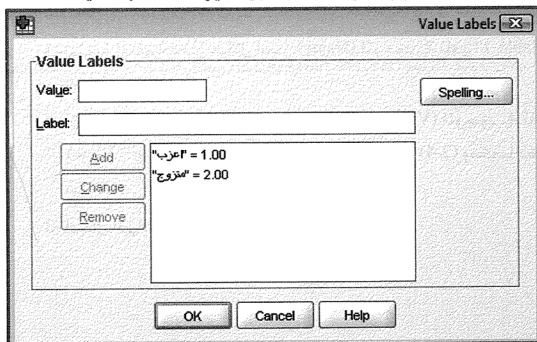 Value Labels
Value Labels
Value:
Spelling...
Label:
Add
"اعزب" = 1.00
Change
"متزوج" = 2.00
Remove
OK Cancel Help